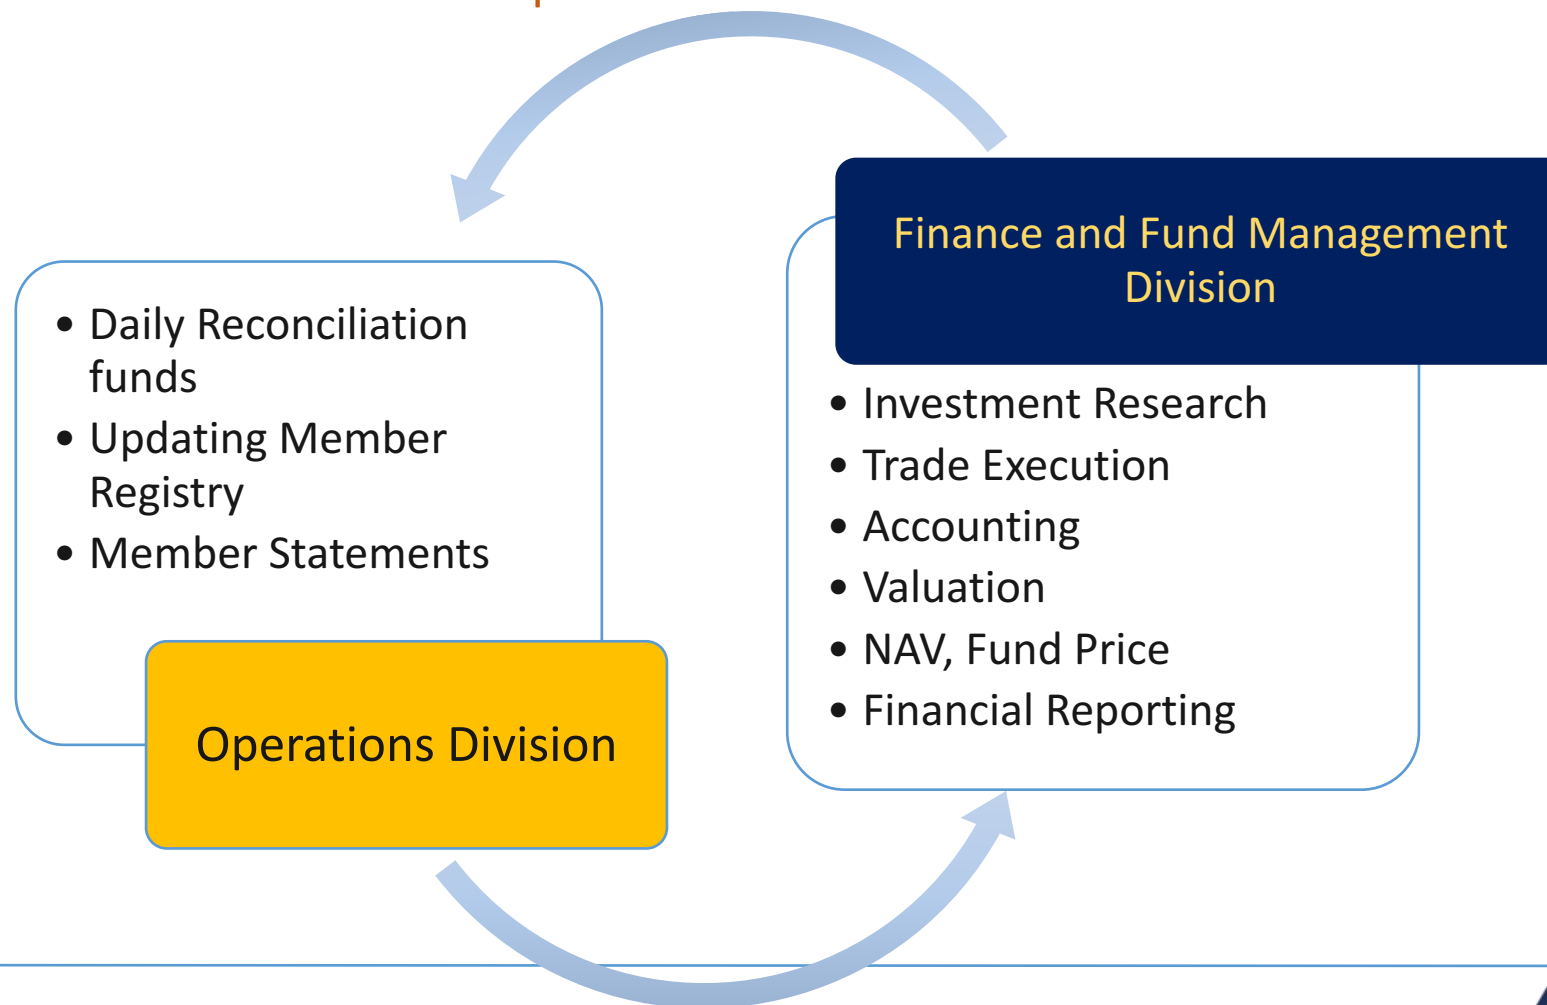 • Daily Reconciliation
funds
• Updating Member
Registry
• Member Statements
Operations Division
Finance and Fund Management
Division
• Investment Research
• Trade Execution
• Accounting
• Valuation
• NAV, Fund Price
• Financial Reporting